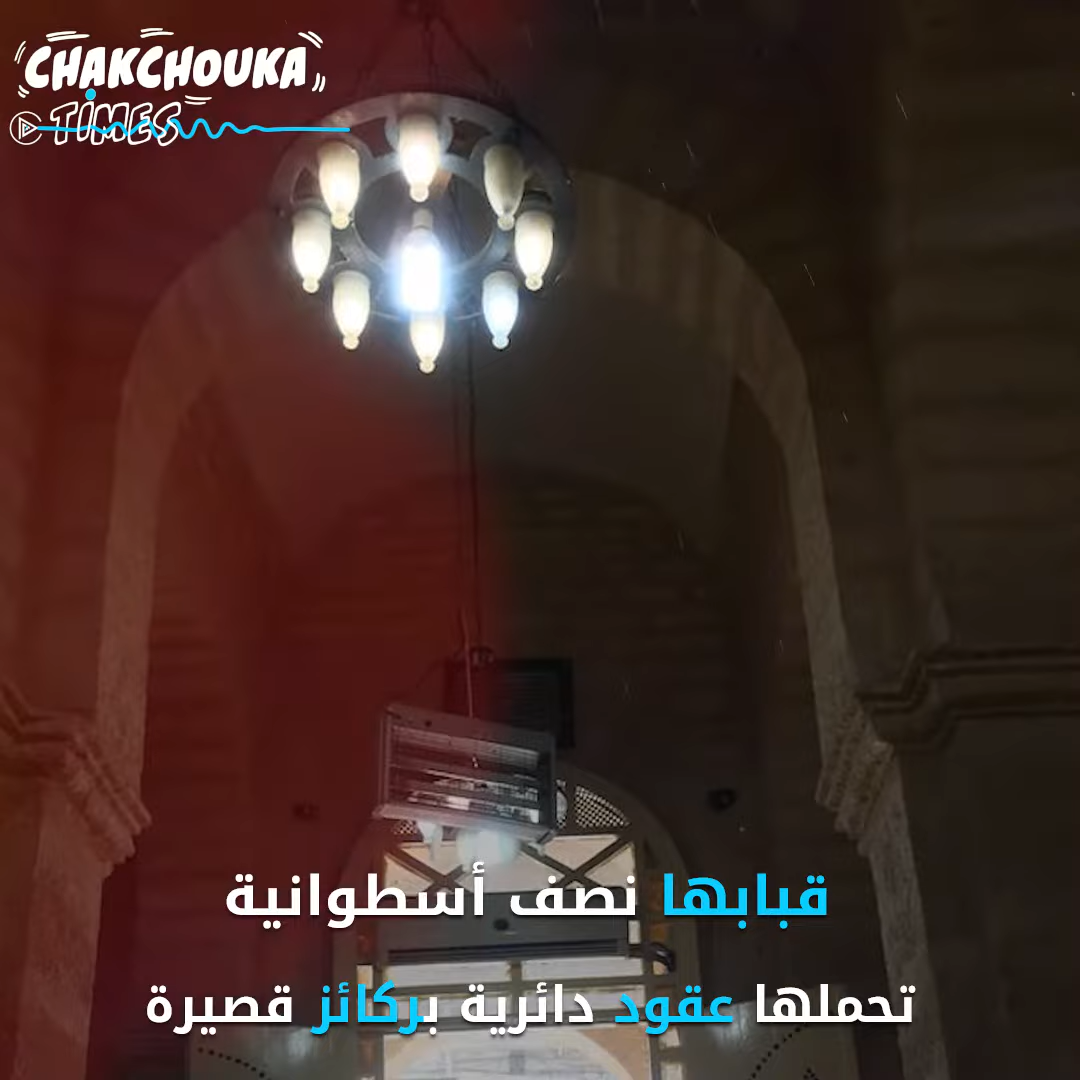 CHAKCHOUKA
TIMES
قبابها نصف أسطوانية
تحملها عقود دائرية بركائز قصيرة